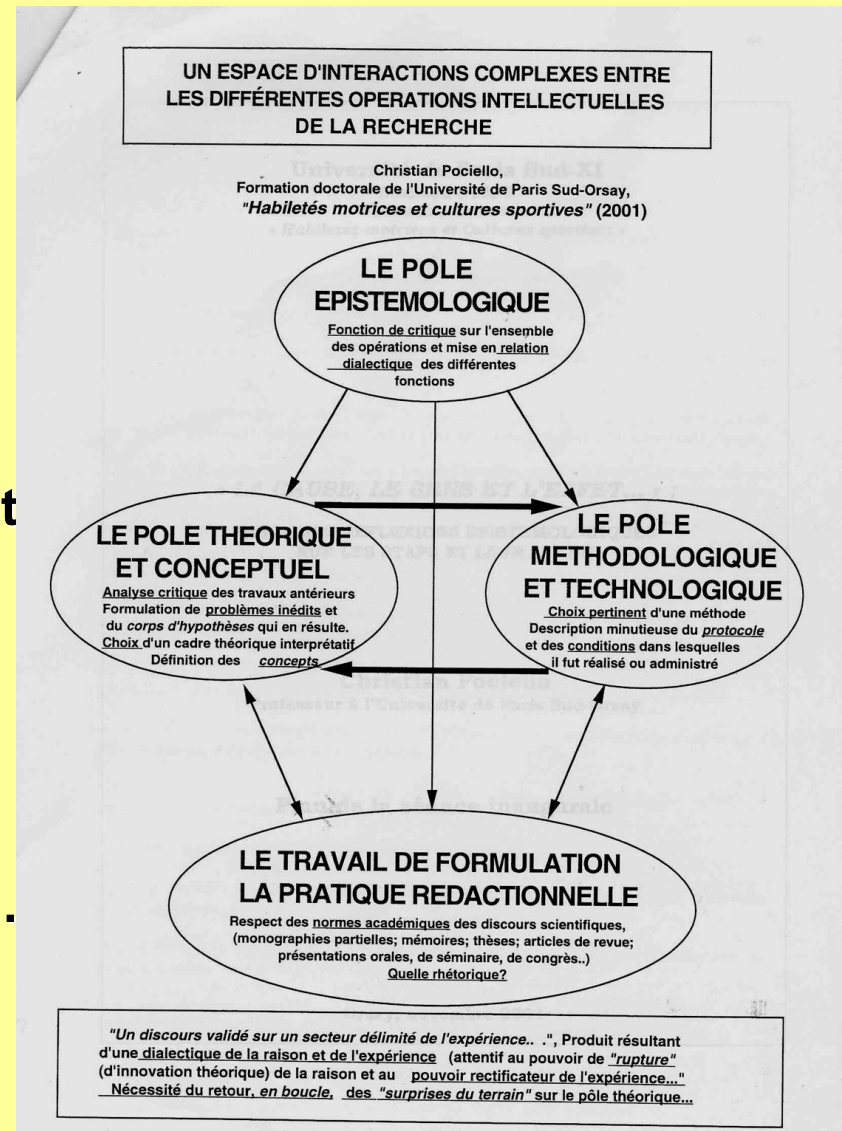 UN ESPACE D'INTERACTIONS COMPLEXES ENTRE
LES DIFFÉRENTES OPERATIONS INTELLECTUELLES
DE LA RECHERCHE
Christian Pociello,
Formation doctorale de l'Université de Paris Sud-Orsay,
"Habiletés motrices et cultures sportives" (2001)
LE POLE
EPISTEMOLOGIQUE
Fonction de critique sur l'ensemble
des opérations et mise en relation
dialectique des différentes
fonctions
t
LE POLE THEORIQUE
ET CONCEPTUEL
Analyse critique des travaux antérieurs
Formulation de problèmes inédits et
du corps d'hypothèses qui en résulte.
Choix d'un cadre théorique interprétatif
Définition des concepts
LE POLE
METHODOLOGIQUE
ET TECHNOLOGIQUE
Choix pertinent d'une méthode
Description minutieuse du protocole
et des conditions dans lesquelles
il fut réalisé ou administré
.
LE TRAVAIL DE FORMULATION
LA PRATIQUE REDACTIONNELLE
Respect des normes académiques des discours scientifiques,
(monographies partielles; mémoires; thèses; articles de revue;
présentations orales, de séminaire, de congrès..)
Quelle rhétorique?
"Un discours validé sur un secteur délimité de l'expérience.. .", Produit résultant
d'une dialectique de la raison et de l'expérience (attentif au pouvoir de "rupture"
(d'innovation théorique) de la raison et au pouvoir rectificateur de l'expérience..."
Nécessité du retour, en boucle, des "surprises du terrain" sur le pôle théorique...